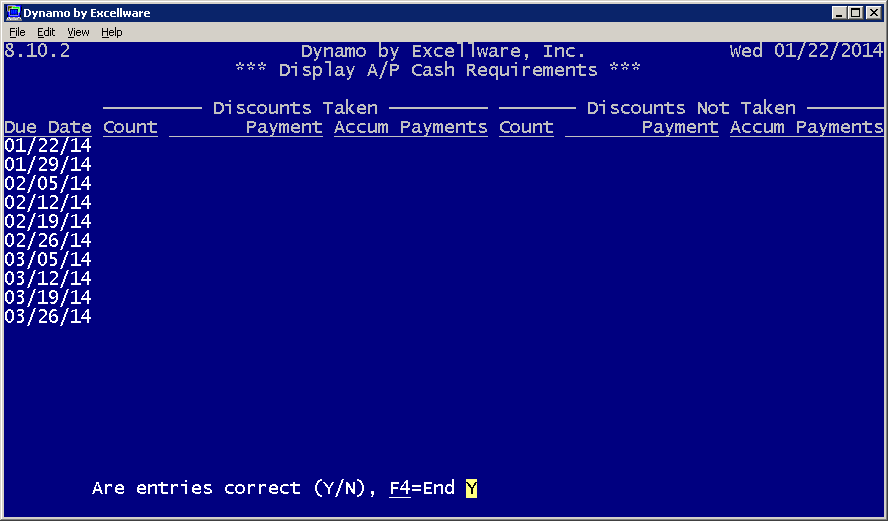 Dynamo by Excellware
File Edit View Help
8.10.2 Dynamo by Excellware, Inc. Wed 01/22/2014
*** Display A/P Cash Requirements ***
Discounts Taken Discounts Not Taken
Due Date Count Payment Accum Payments Count Payment Accum Payments
01/22/14
01/29/14
02/05/14
02/12/14
02/19/14
02/26/14
03/05/14
03/12/14
03/19/14
03/26/14
Are entries correct (Y/N), F4=End Y